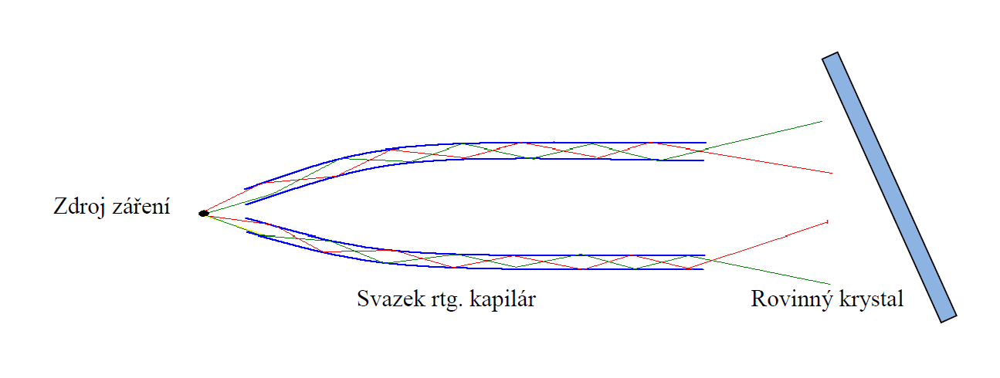 Zdroj záření
Svazek rtg. kapilár
Rovinný krystal